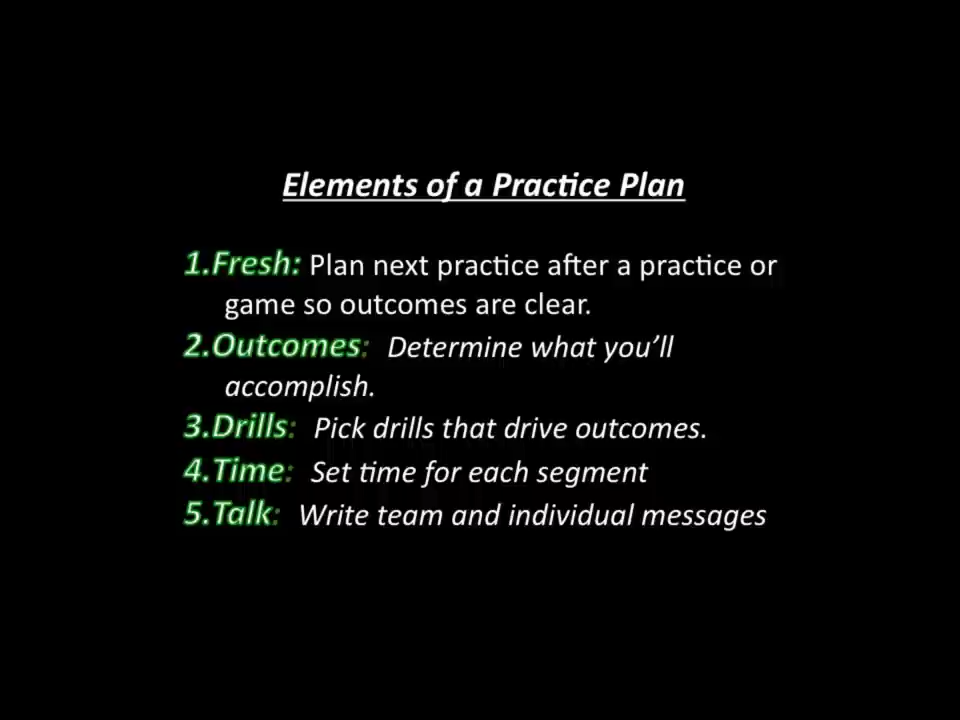 Elements of a Practice Plan
1.Fresh: Plan next practice after a practice or
game so outcomes are clear.
2.Outcomes: Determine what you’ll
accomplish.
3.Drills: Pick drills that drive outcomes.
4.Time: Set time for each segment
5.Talk: Write team and individual messages